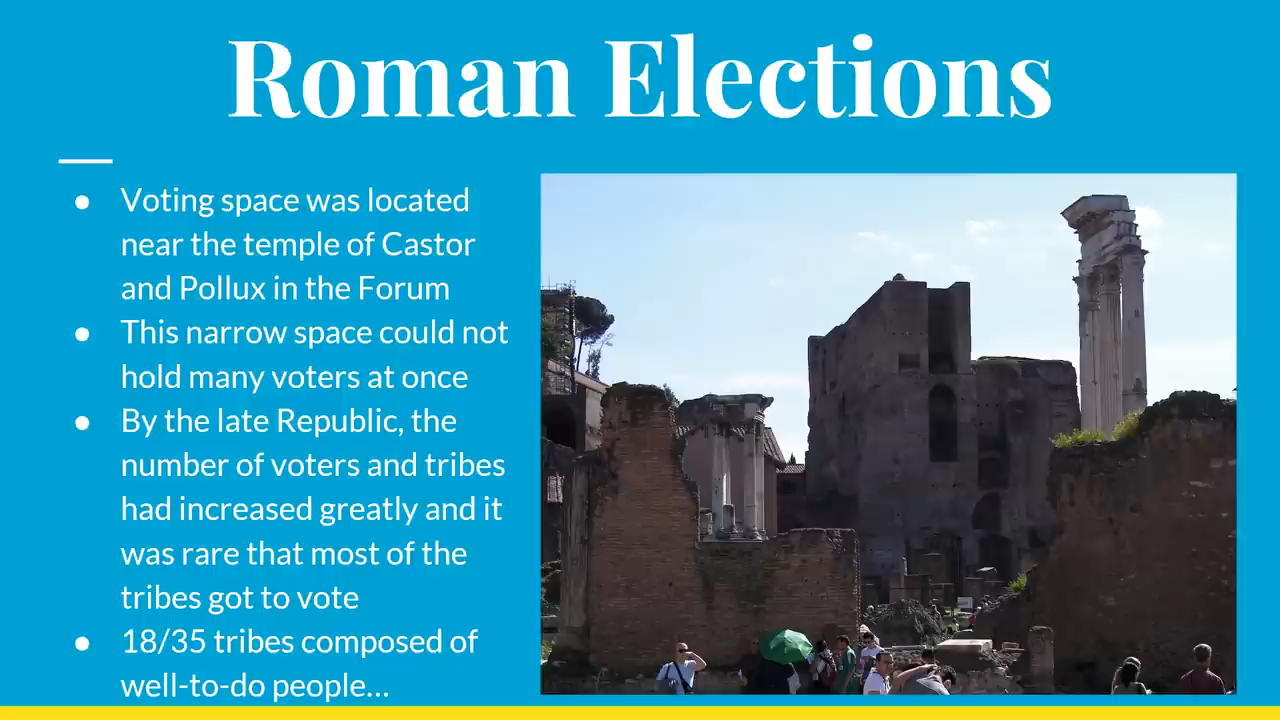 Roman Elections
● Voting space was located
near the temple of Castor
and Pollux in the Forum
● This narrow space could not
hold many voters at once
● By the late Republic, the
number of voters and tribes
had increased greatly and it
was rare that most of the
tribes got to vote
● 18/35 tribes composed of
well-to-do people...